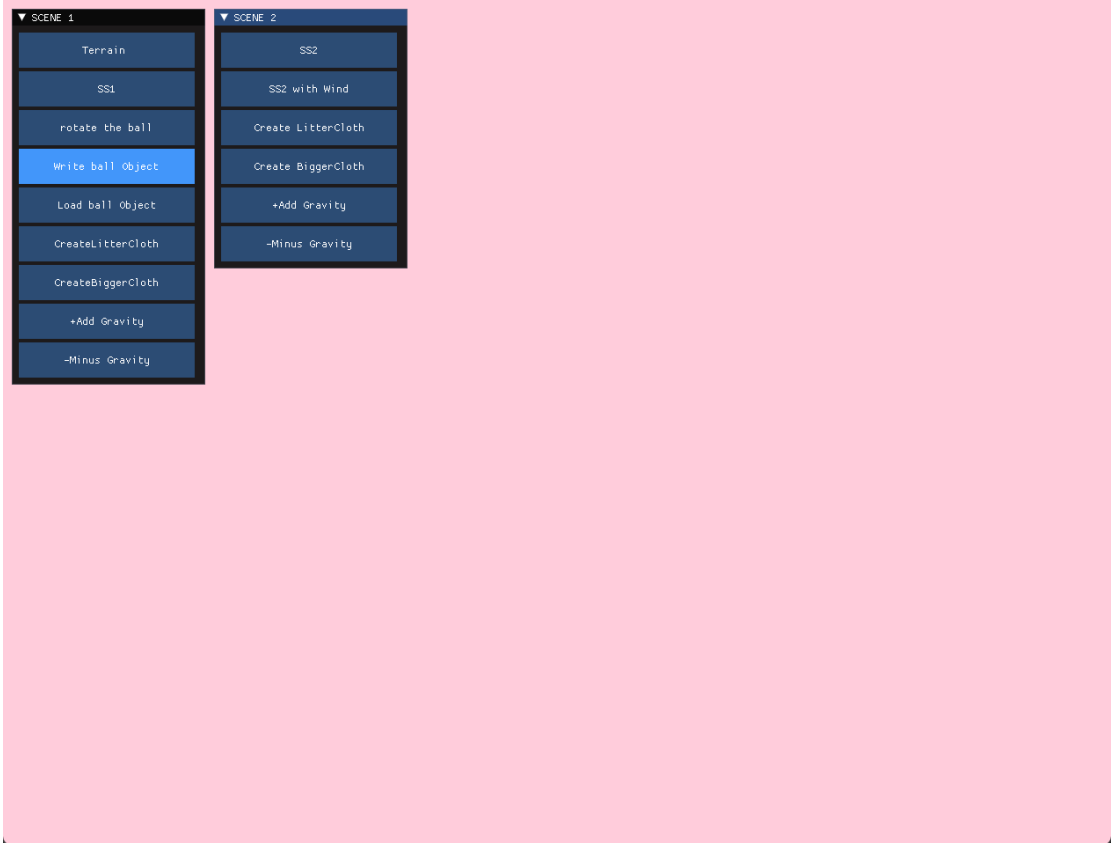 SCENE 1
Terrain
SS1
rotate the ball
Write ball Object
Load ball Object
CreateLitterCloth
CreateBiggerCloth
+Add Gravity
-Minus Gravity
SCENE 2
SS2
SS2 with Wind
Create LitterCloth
Create BiggerCloth
+Add Gravity
-Minus Gravity